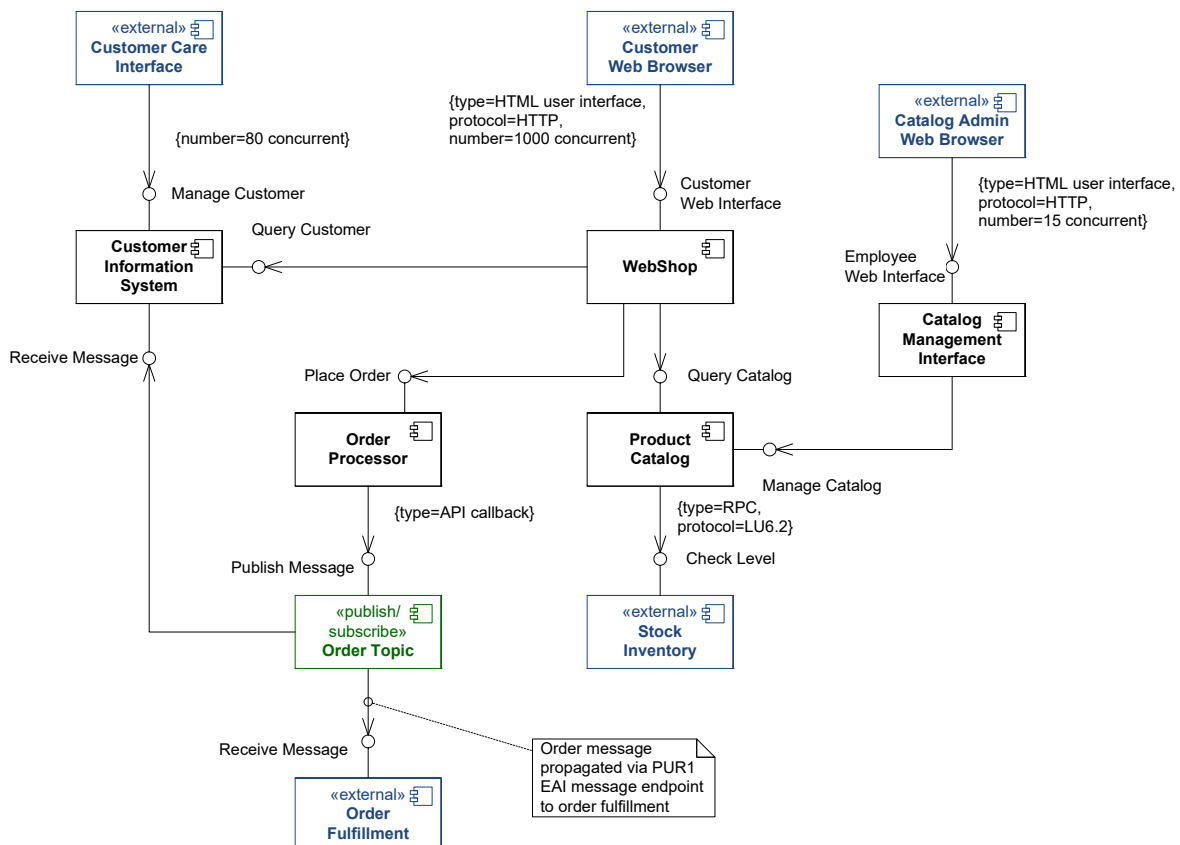 «external»
Customer Care
Interface
«external»
Customer
Web Browser
«external»
Catalog Admin
Web Browser
{number=80 concurrent}
{type=HTML user interface,
protocol=HTTP,
number=1000 concurrent}
{type=HTML user interface,
protocol=HTTP,
number=15 concurrent}
Manage Customer
Customer
Web Interface
Query Customer
Employee
Web Interface
Customer
Information
System
WebShop
Catalog
Management
Interface
Receive Message
Place Order
Query Catalog
Order
Processor
Product
Catalog
Manage Catalog
{type=API callback}
{type=RPC,
protocol=LU6.2}
Publish Message
Check Level
«publish/
subscribe»
Order Topic
«external»
Stock
Inventory
Receive Message
Order message
propagated via PUR1
EAI message endpoint
to order fulfillment
«external»
Order
Fulfillment